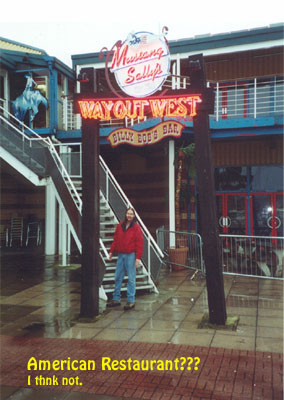 Mustang
Sally's
WAY OUT WEST
BILLY BOB'S BAR
American Restaurant???
I thnk not.